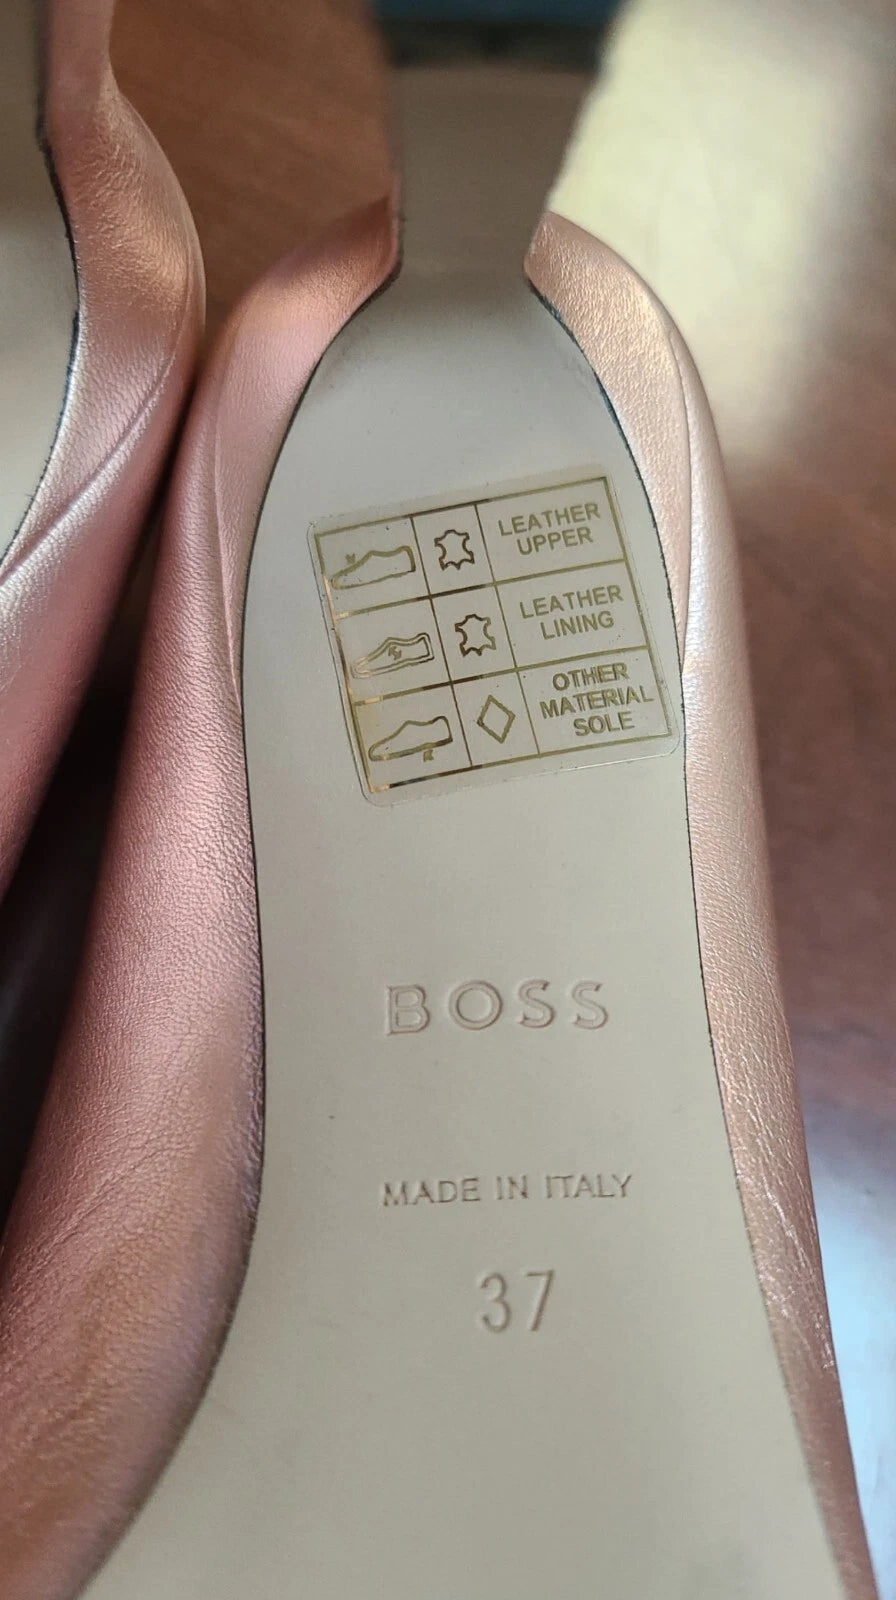 LEATHER
UPPER
LEATHER
LINING
OTHER
MATERIAL
SOLE
BOSS
MADE IN ITALY
37